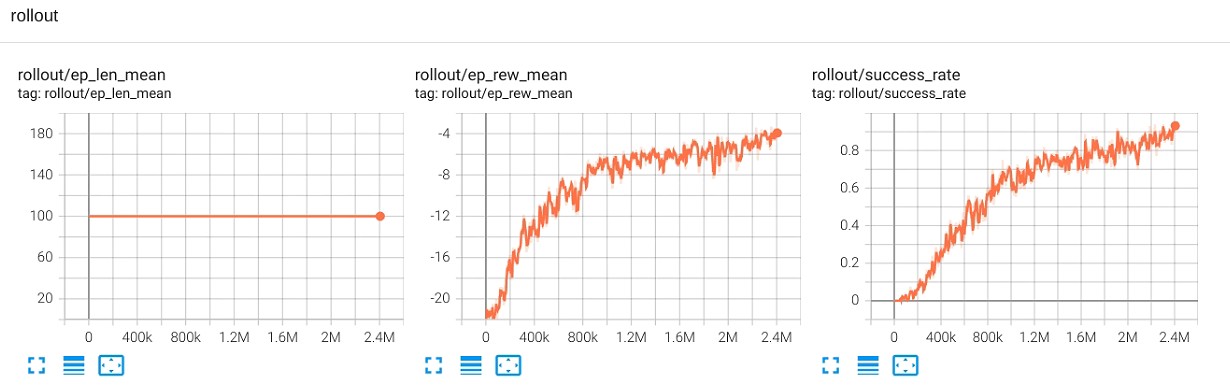 rollout
rollout/ep_len_mean
tag: rollout/ep_len_mean
180
140
100
60
20
0 400k 800k 1.2M 1.6M 2M 2.4M
rollout/ep_rew_mean
tag: rollout/ep_rew_mean
-4
-8
-12
-16
-20
0 400k 800k 1.2M 1.6M 2M 2.4M
rollout/success_rate
tag: rollout/success_rate
0.8
0.6
0.4
0.2
0
0 400k 800k 1.2M 1.6M 2M 2.4M